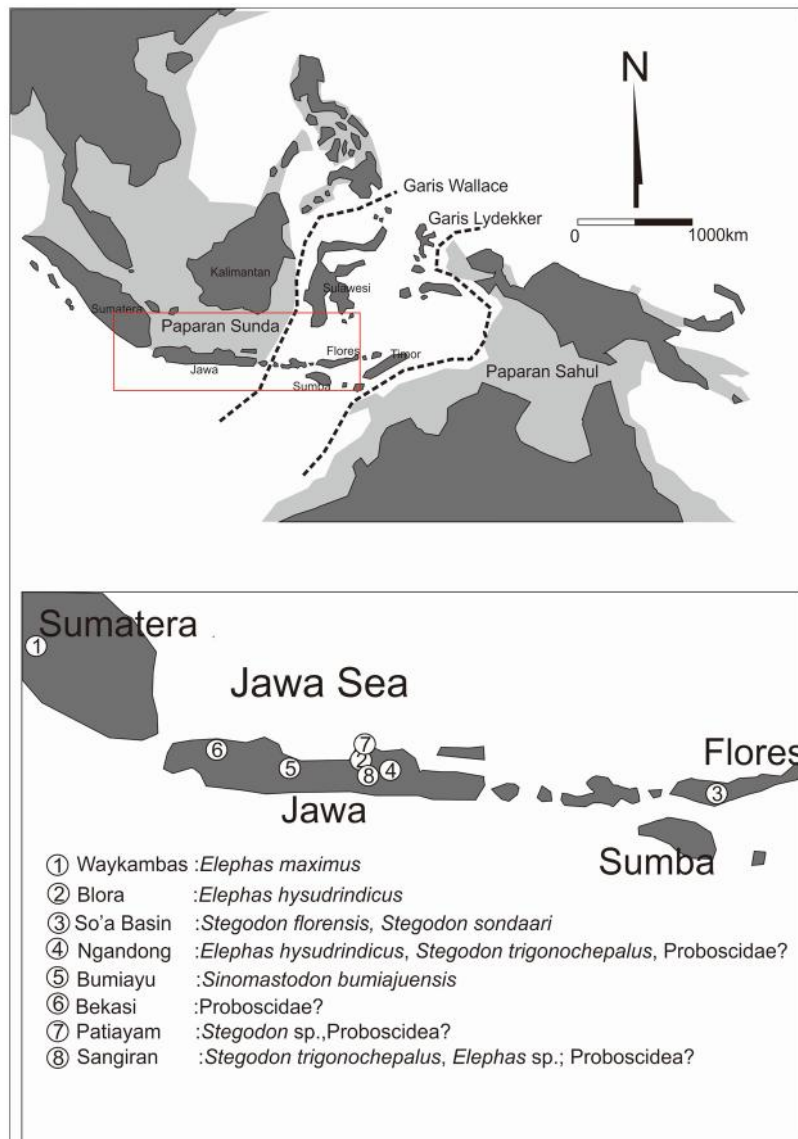 N
Garis Wallace
Garis Lydekker
0 1000km
Kalimantan
Sulawesi
Sumatera
Paparan Sunda
Flores
Timor
Jawa
Sumba
Paparan Sahul
Sumatera
1
Jawa Sea
7
6
2
Flores
5
8
4
3
Jawa
Sumba
1 Waykambas :Elephas maximus
2 Blora :Elephas hysudrindicus
3 So'a Basin :Stegodon florensis, Stegodon sondaari
4 Ngandong :Elephas hysudrindicus, Stegodon trigonochepalus, Proboscidae?
5 Bumiayu :Sinomastodon bumiajuensis
6 Bekasi :Proboscidae?
7 Patiayam :Stegodon sp.,Proboscidea?
8 Sangiran :Stegodon trigonochepalus, Elephas sp.; Proboscidea?